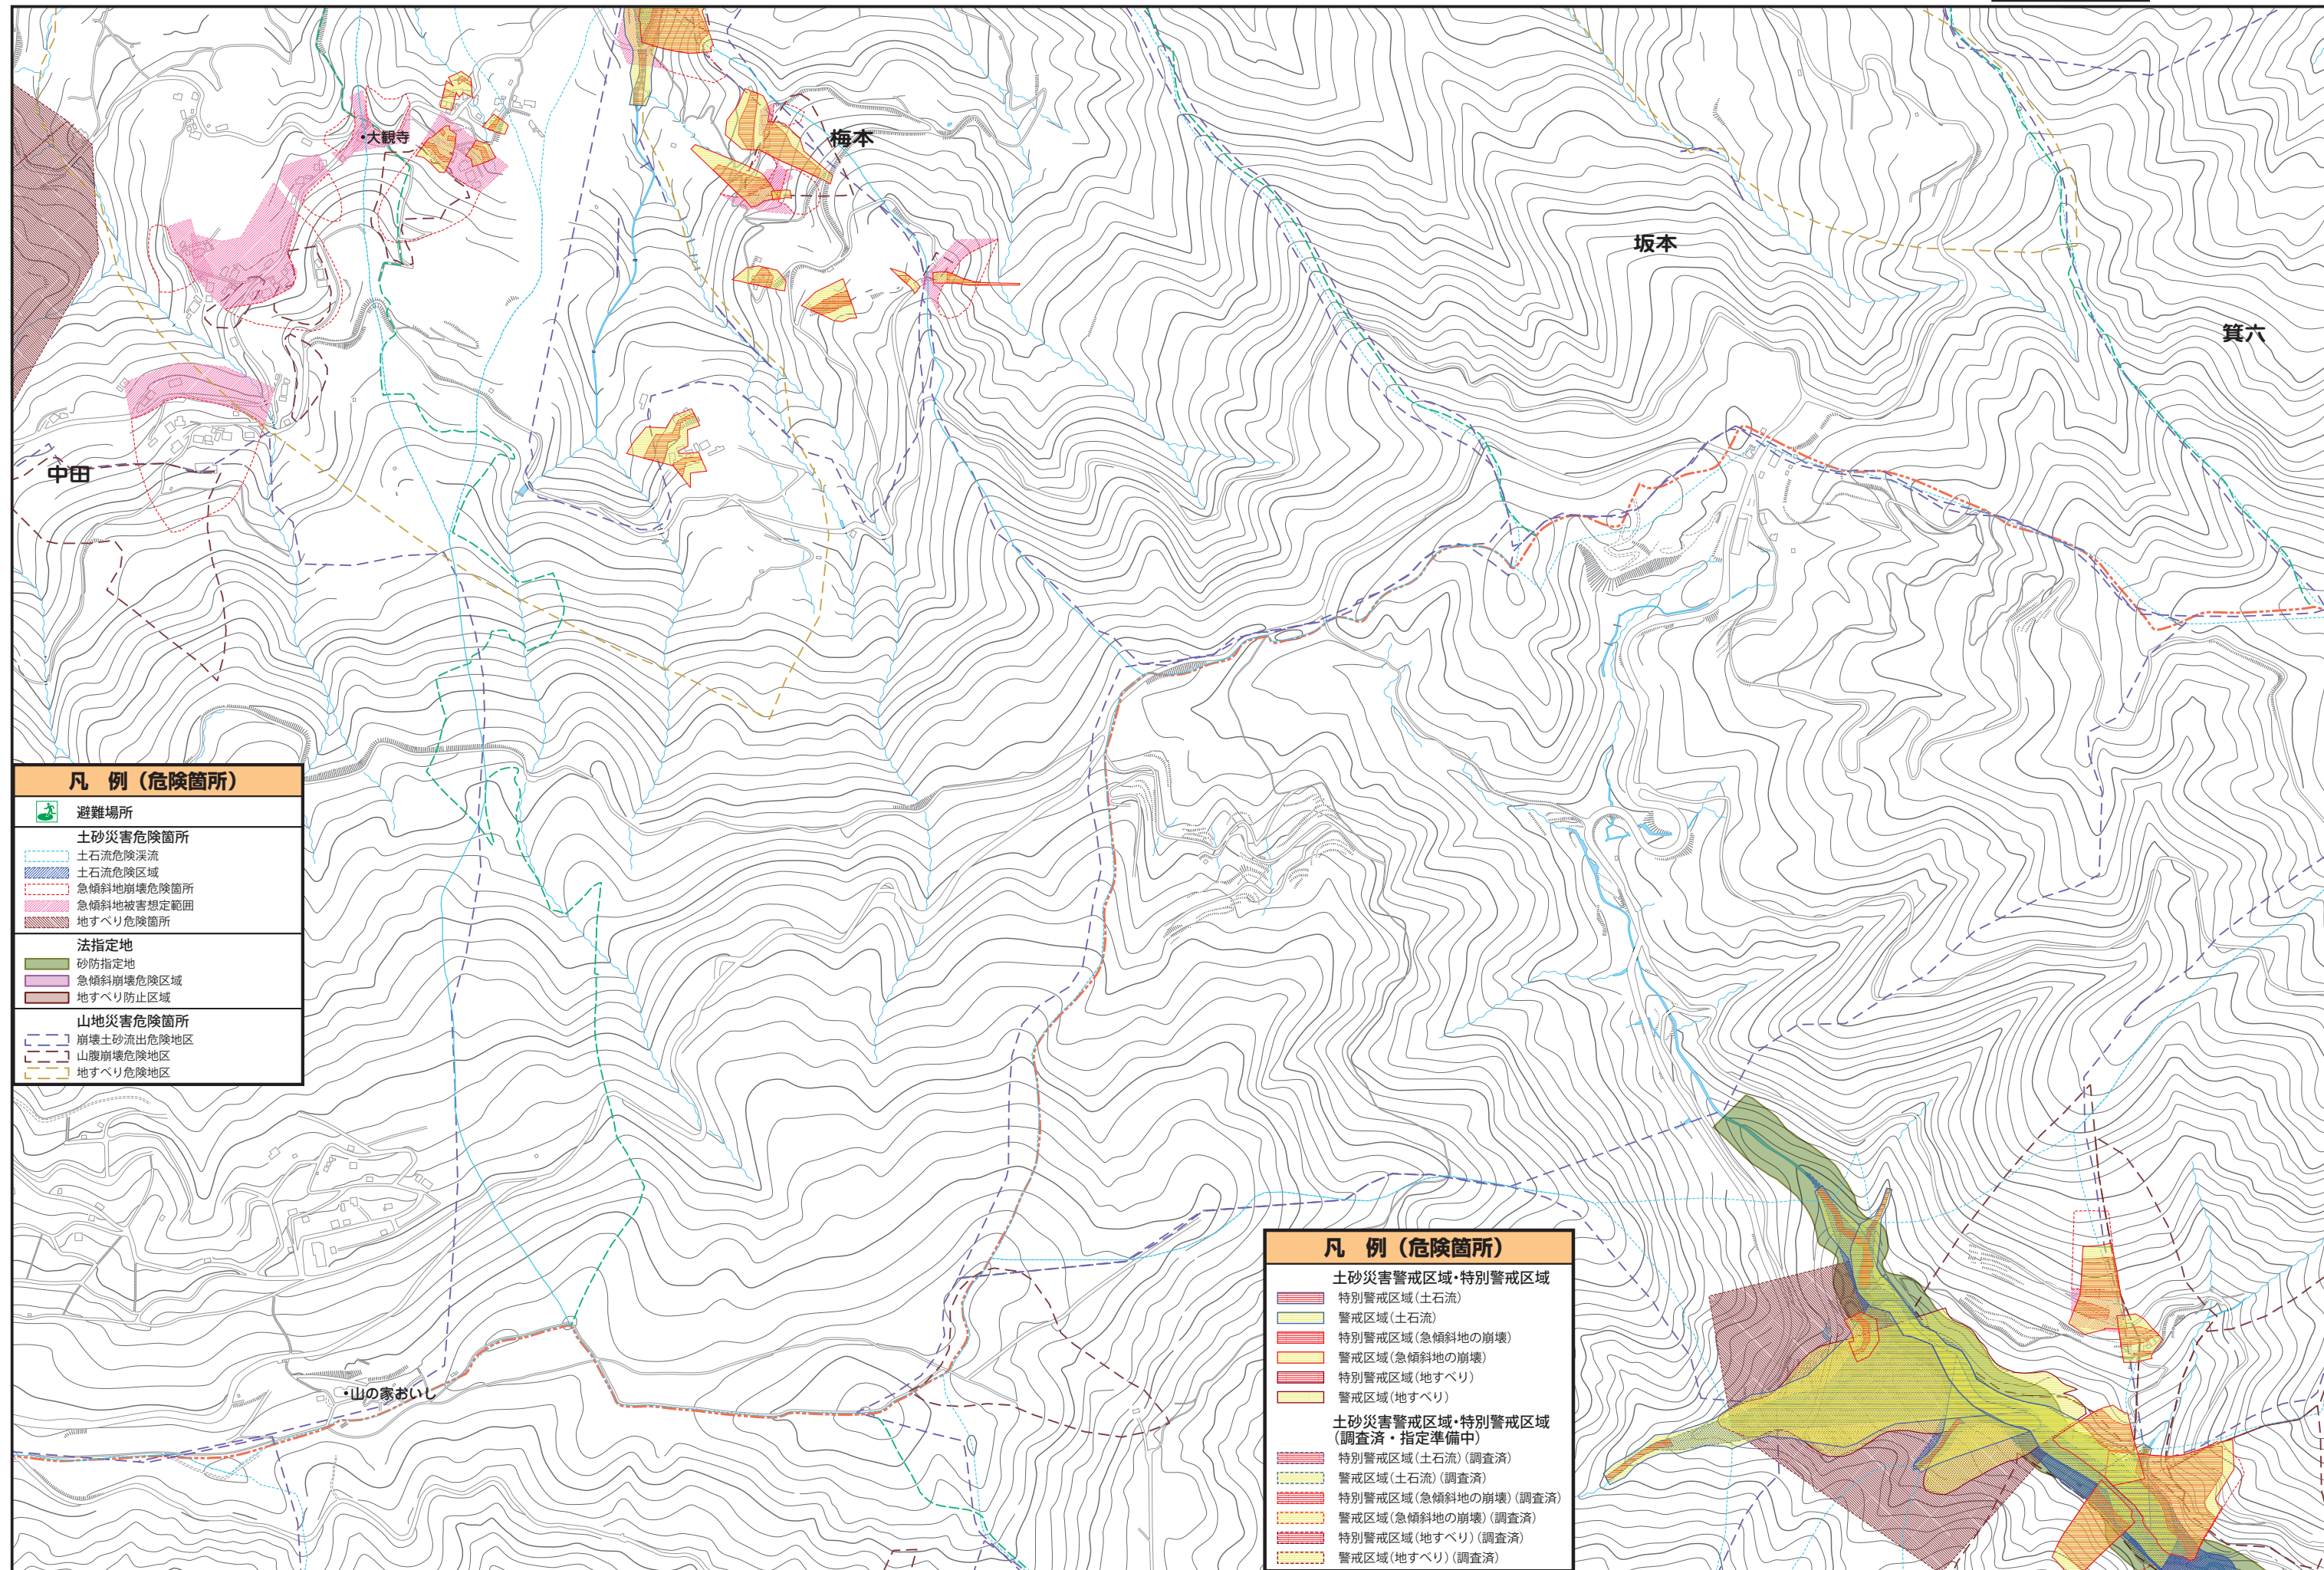 大観寺
梅本
坂本
箕六
中田
凡 例（危険箇所）
避難場所
土砂災害危険箇所
土石流危険渓流
土石流危険区域
急傾斜地崩壊危険箇所
急傾斜地被害想定範囲
地すべり危険箇所
法指定地
砂防指定地
急傾斜崩壊危険区域
地すべり防止区域
山地災害危険箇所
崩壊土砂流出危険地区
山腹崩壊危険地区
地すべり危険地区
山の家おいし
凡 例（危険箇所）
土砂災害警戒区域・特別警戒区域
特別警戒区域（土石流）
警戒区域（土石流）
特別警戒区域（急傾斜地の崩壊）
警戒区域（急傾斜地の崩壊）
特別警戒区域（地すべり）
警戒区域（地すべり）
土砂災害警戒区域・特別警戒区域
（調査済・指定準備中）
特別警戒区域（土石流）（調査済）
警戒区域（土石流）（調査済）
特別警戒区域（急傾斜地の崩壊）（調査済）
警戒区域（急傾斜地の崩壊）（調査済）
特別警戒区域（地すべり）（調査済）
警戒区域（地すべり）（調査済）